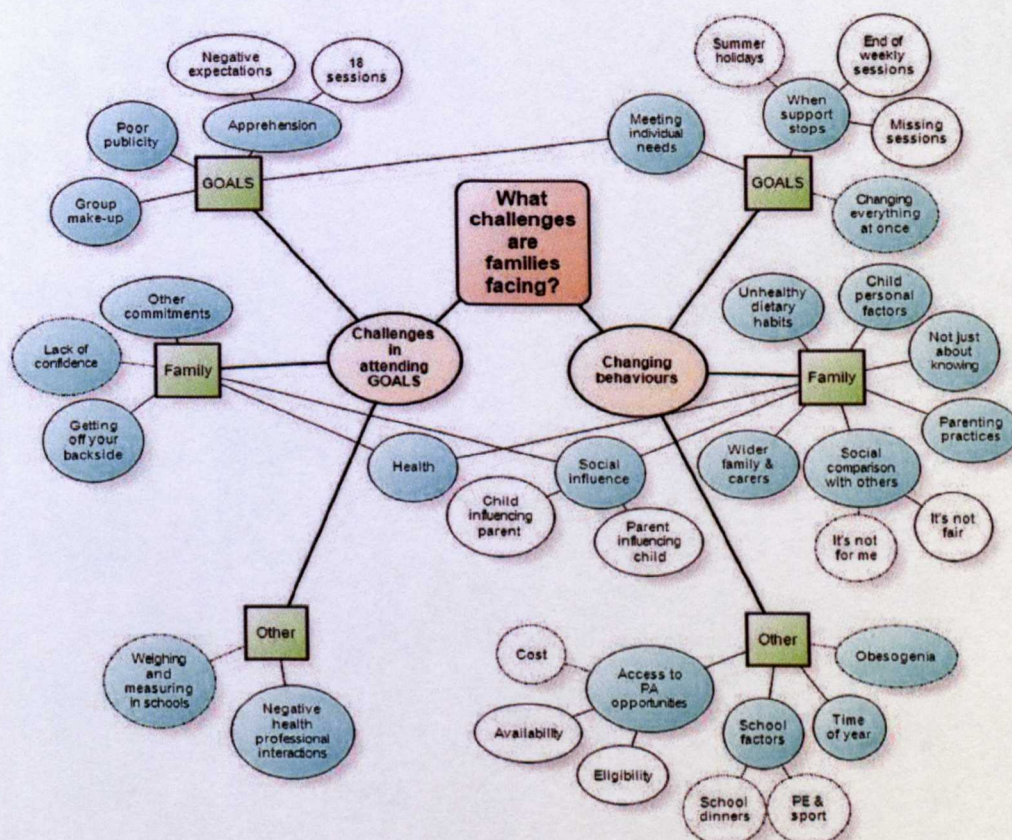 Negative
expectations
18
sessions
Poor
publicity
Apprehension
Group
make-up
GOALS
Meeting
individual
needs
Summer
holidays
End of
weekly
sessions
When
support
stops
Missing
sessions
GOALS
Changing
everything
at once
What
challenges
are
families
facing?
Other
commitments
Lack of
confidence
Family
Getting
off your
backside
Challenges
in
attending
GOALS
Changing
behaviours
Unhealthy
dietary
habits
Child
personal
factors
Not just
about
knowing
Family
Parenting
practices
Wider
family &
carers
Social
comparison
with others
It's not
fair
It's not
for me
Health
Social
influence
Child
influencing
parent
Parent
influencing
child
Other
Weighing
and
measuring
in schools
Negative
health
professional
interactions
Other
Cost
Access to
PA
opportunities
Availability
Eligibility
School
factors
Time
of year
Obesogenia
School
dinners
PE &
sport